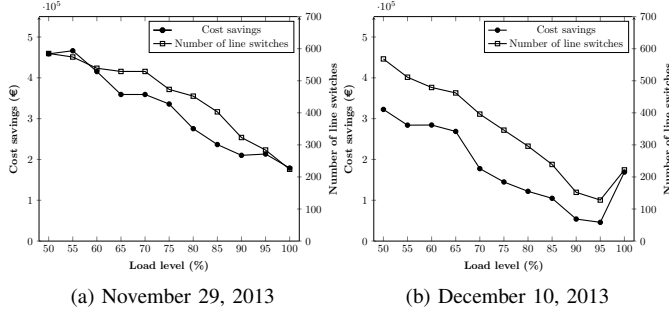 ·10⁵
Cost savings
Number of line switches
5
4
3
2
1
0
700
600
500
400
300
200
100
0
50 55 60 65 70 75 80 85 90 95 100
Cost savings (€)
Number of line switches
Load level (%)
(a) November 29, 2013
·10⁵
Cost savings
Number of line switches
5
4
3
2
1
0
700
600
500
400
300
200
100
0
50 55 60 65 70 75 80 85 90 95 100
Cost savings (€)
Number of line switches
Load level (%)
(b) December 10, 2013